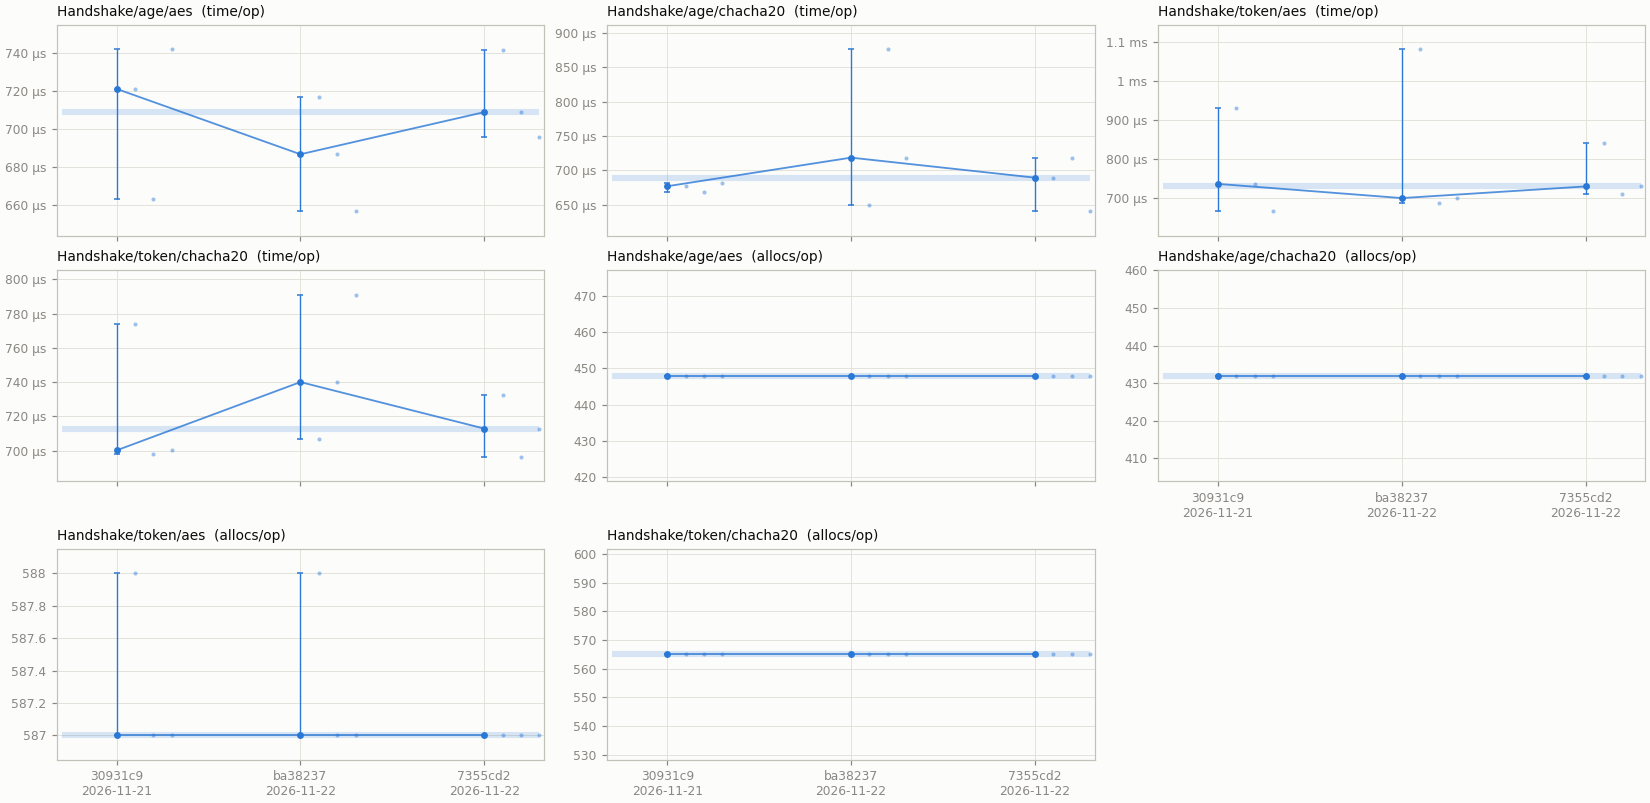 Handshake/age/aes (time/op)
740 µs
720 µs
700 µs
680 µs
660 µs
Handshake/age/chacha20 (time/op)
900 µs
850 µs
800 µs
750 µs
700 µs
650 µs
Handshake/token/aes (time/op)
1.1 ms
1 ms
900 µs
800 µs
700 µs
Handshake/token/chacha20 (time/op)
800 µs
780 µs
760 µs
740 µs
720 µs
700 µs
Handshake/age/aes (allocs/op)
470
460
450
440
430
420
Handshake/age/chacha20 (allocs/op)
460
450
440
430
420
410
30931c9
2026-11-21
ba38237
2026-11-22
7355cd2
2026-11-22
Handshake/token/aes (allocs/op)
588
587.8
587.6
587.4
587.2
587
30931c9
2026-11-21
ba38237
2026-11-22
7355cd2
2026-11-22
Handshake/token/chacha20 (allocs/op)
600
590
580
570
560
550
540
530
30931c9
2026-11-21
ba38237
2026-11-22
7355cd2
2026-11-22